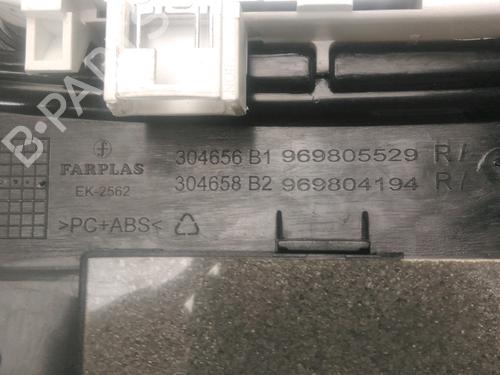 B-PARTS
FARPLAS
EK-2562
>PC+ABS<
304656 B1 969805529 R/
304658 B2 969804194 R/